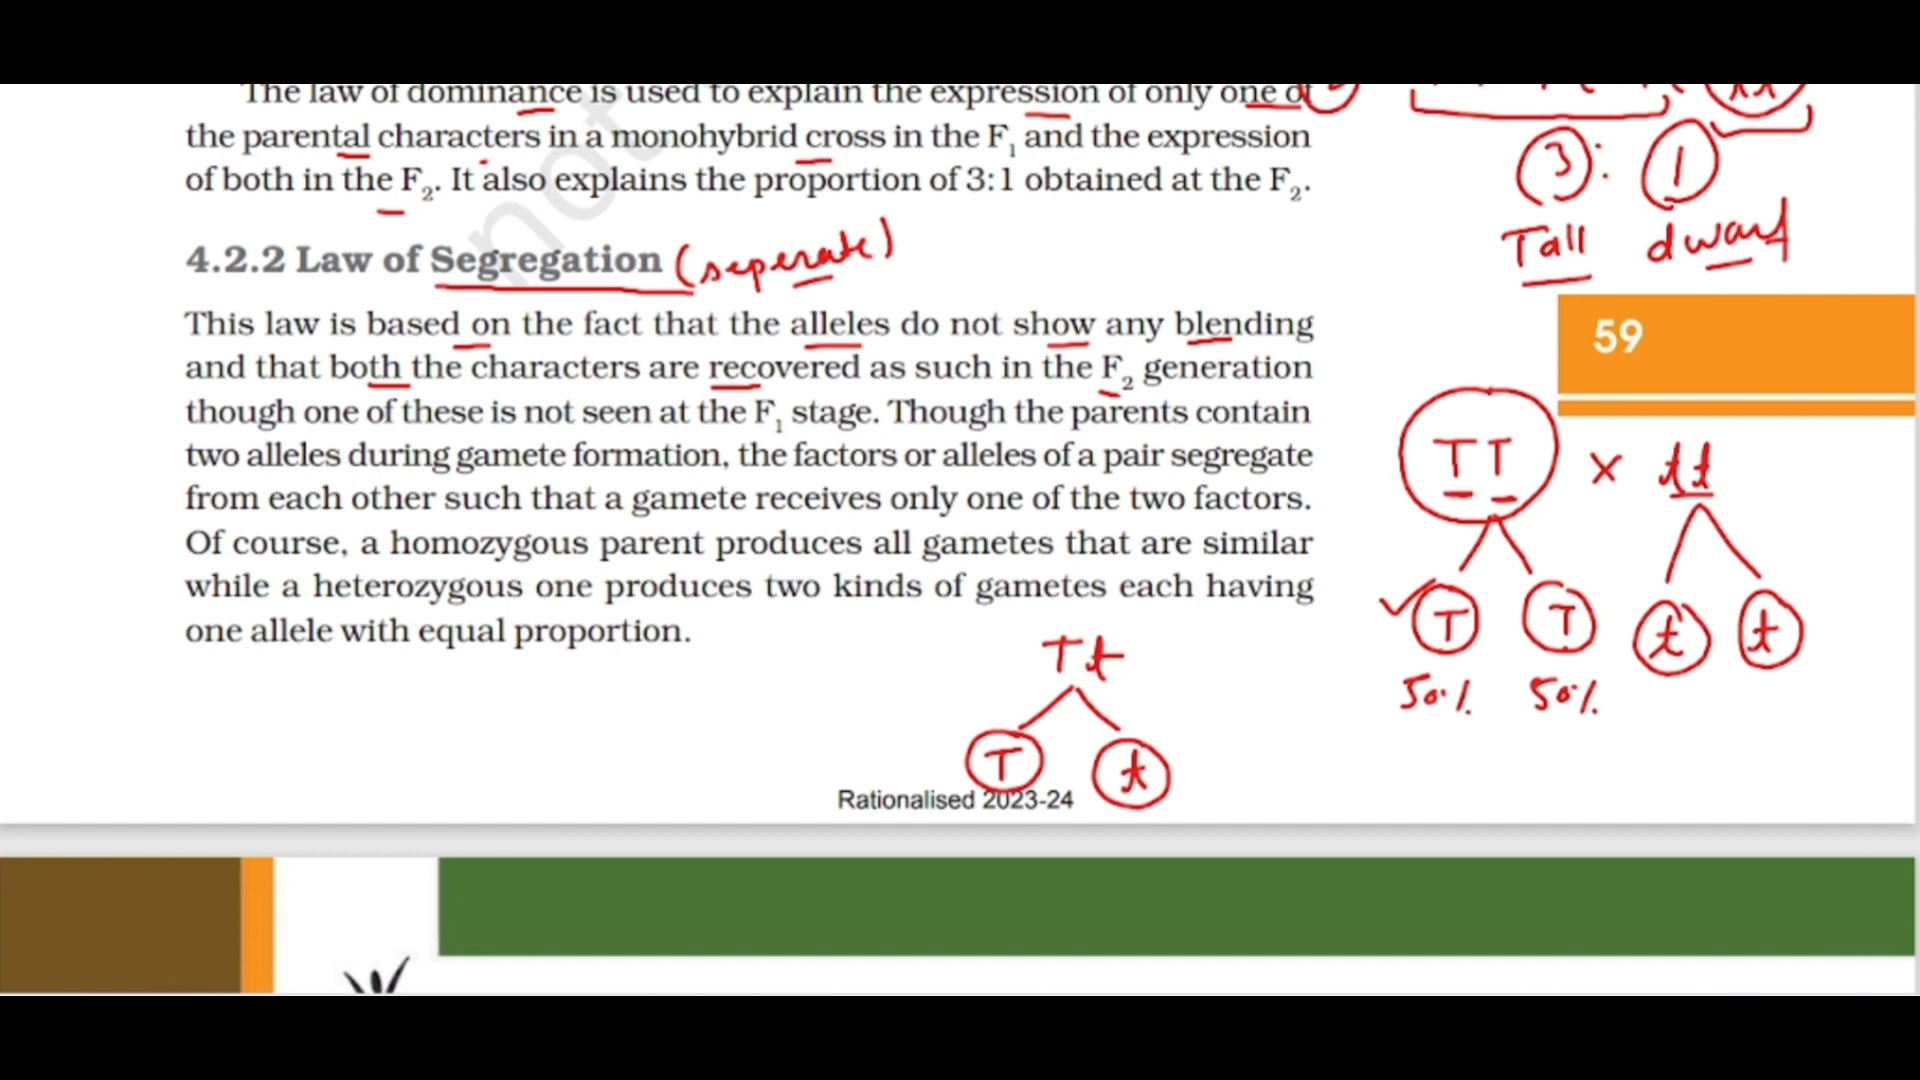 The law of dominance is used to explain the expression of only one of
the parental characters in a monohybrid cross in the F1 and the expression
of both in the F2. It also explains the proportion of 3:1 obtained at the F2.
3 : 1
Tall dwarf
4.2.2 Law of Segregation (seperate)
not
This law is based on the fact that the alleles do not show any blending
and that both the characters are recovered as such in the F2 generation
though one of these is not seen at the F1 stage. Though the parents contain
two alleles during gamete formation, the factors or alleles of a pair segregate
from each other such that a gamete receives only one of the two factors.
Of course, a homozygous parent produces all gametes that are similar
while a heterozygous one produces two kinds of gametes each having
one allele with equal proportion.
59
TT x tt
T T t t
50% 50%
Tt
T t
Rationalised 2023-24